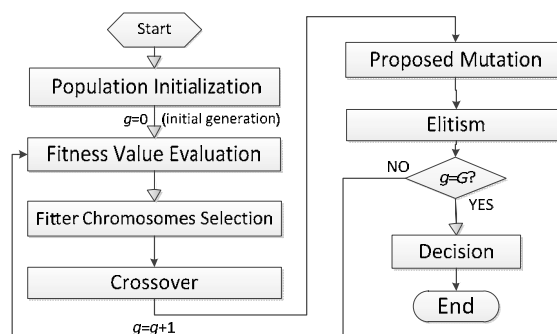 Start
Population Initialization
g=0 (initial generation)
Fitness Value Evaluation
Fitter Chromosomes Selection
Crossover
g=g+1
Proposed Mutation
Elitism
g=G?
NO
YES
Decision
End